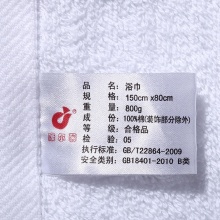 品 名：浴巾
规 格：150cm x80cm
重 量：800g
成 份：100%棉(装饰部分除外)
等 级：合格品
检 验：05
执行标准：GB/T22864-2009
安全类别：GB18401-2010 B类